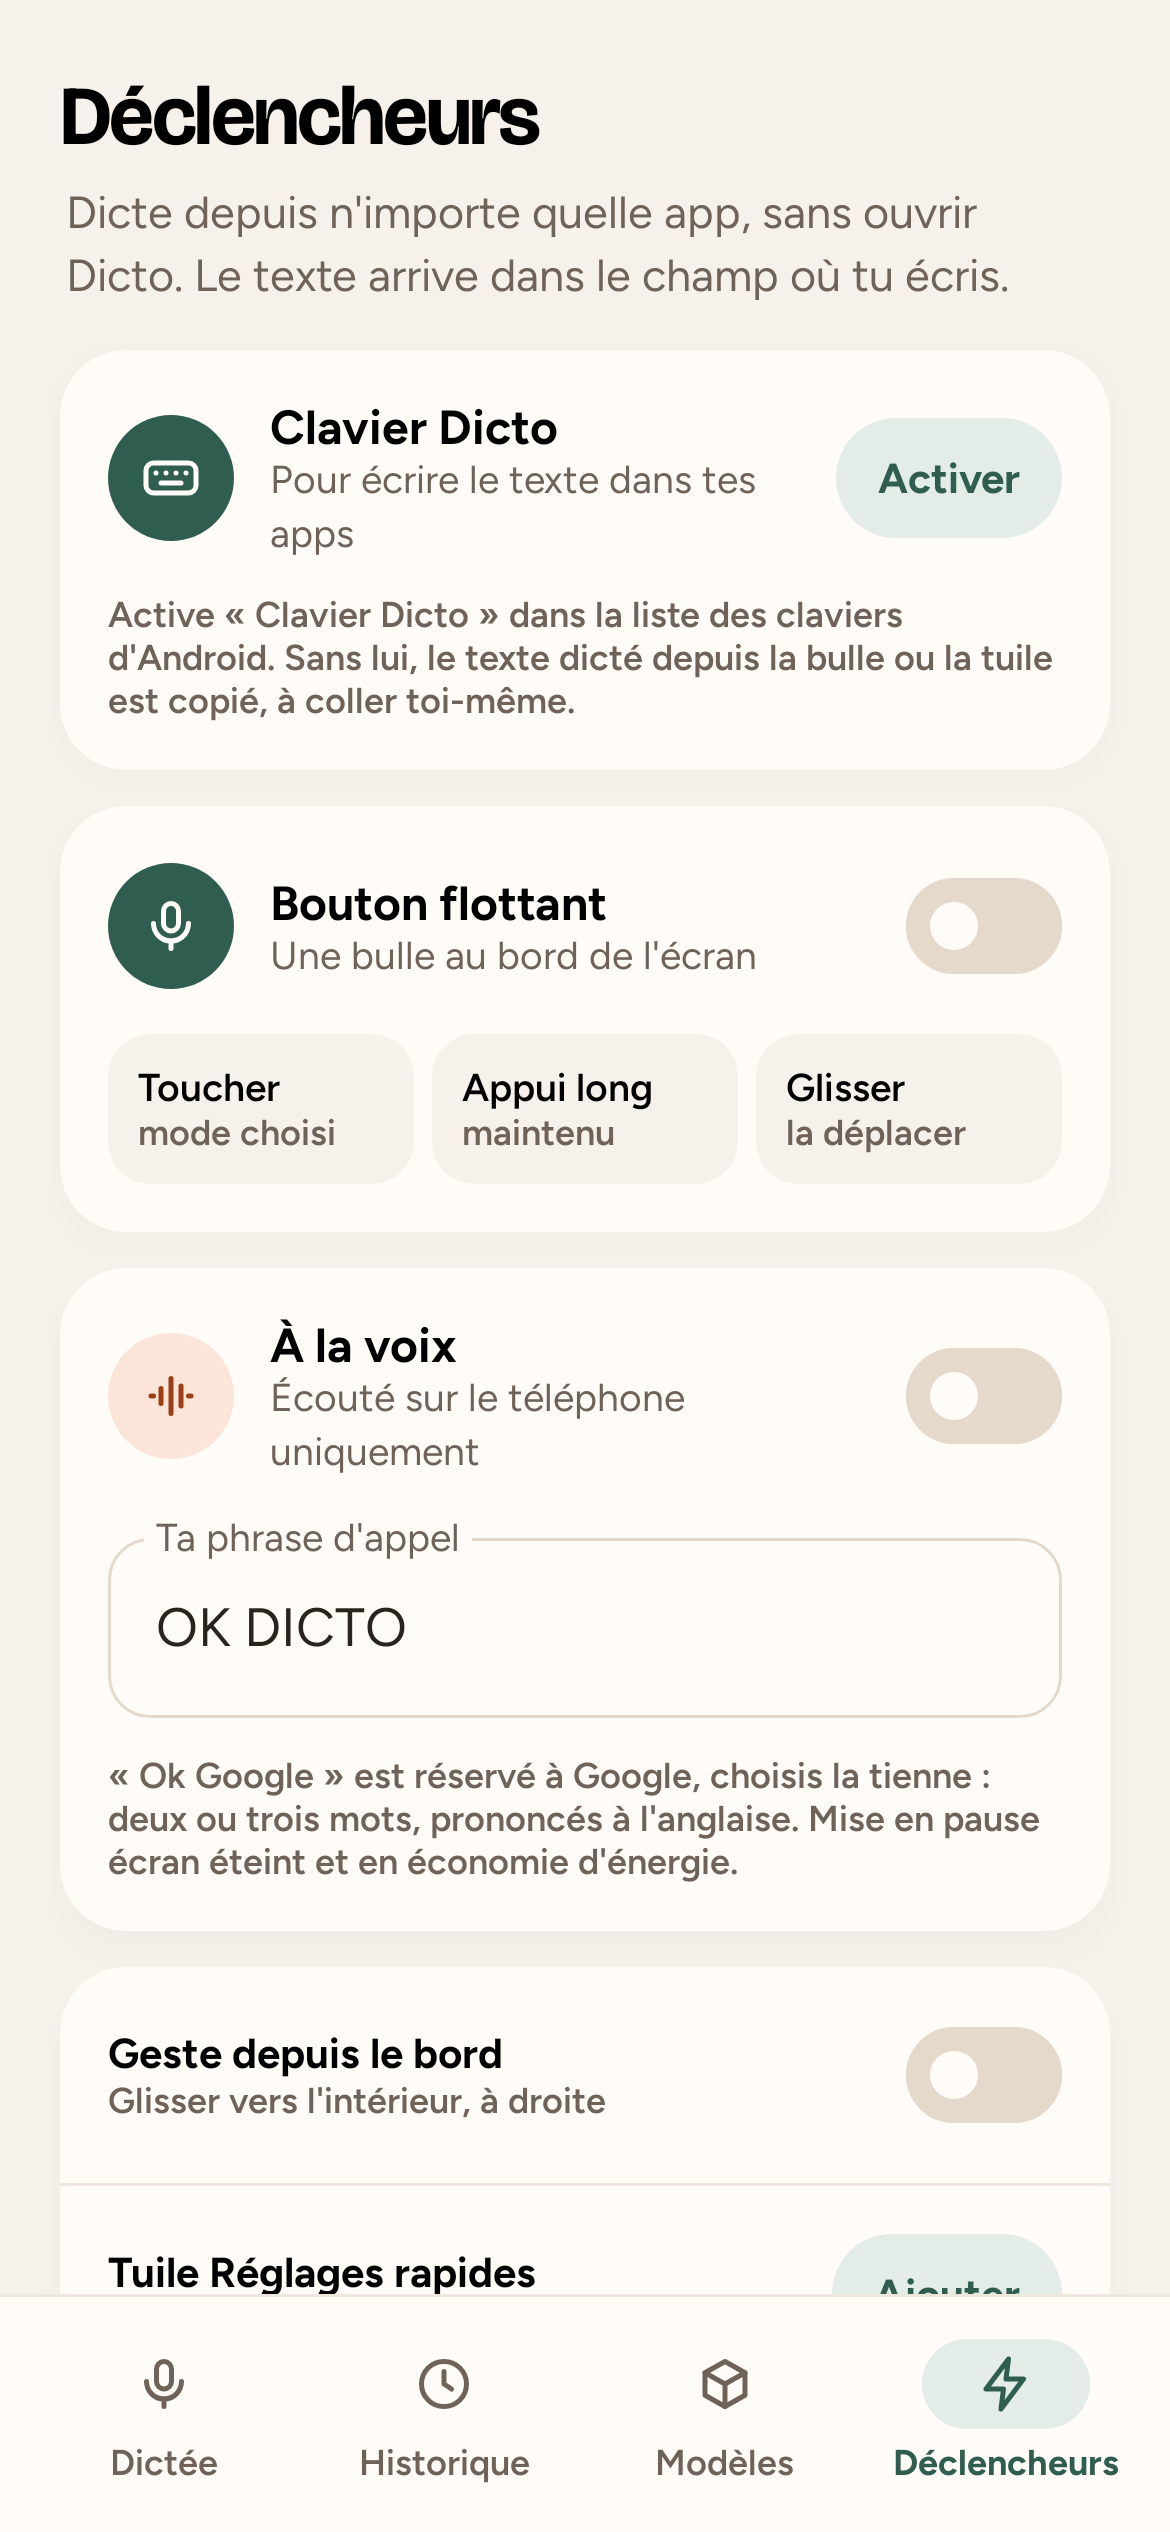 Déclencheurs
Dicte depuis n'importe quelle app, sans ouvrir
Dicto. Le texte arrive dans le champ où tu écris.
Clavier Dicto
Pour écrire le texte dans tes
apps
Activer
Active « Clavier Dicto » dans la liste des claviers
d'Android. Sans lui, le texte dicté depuis la bulle ou la tuile
est copié, à coller toi-même.
Bouton flottant
Une bulle au bord de l'écran
Toucher
mode choisi
Appui long
maintenu
Glisser
la déplacer
À la voix
Écouté sur le téléphone
uniquement
Ta phrase d'appel
OK DICTO
« Ok Google » est réservé à Google, choisis la tienne :
deux ou trois mots, prononcés à l'anglaise. Mise en pause
écran éteint et en économie d'énergie.
Geste depuis le bord
Glisser vers l'intérieur, à droite
Tuile Réglages rapides
Ajouter
Dictée
Historique
Modèles
Déclencheurs